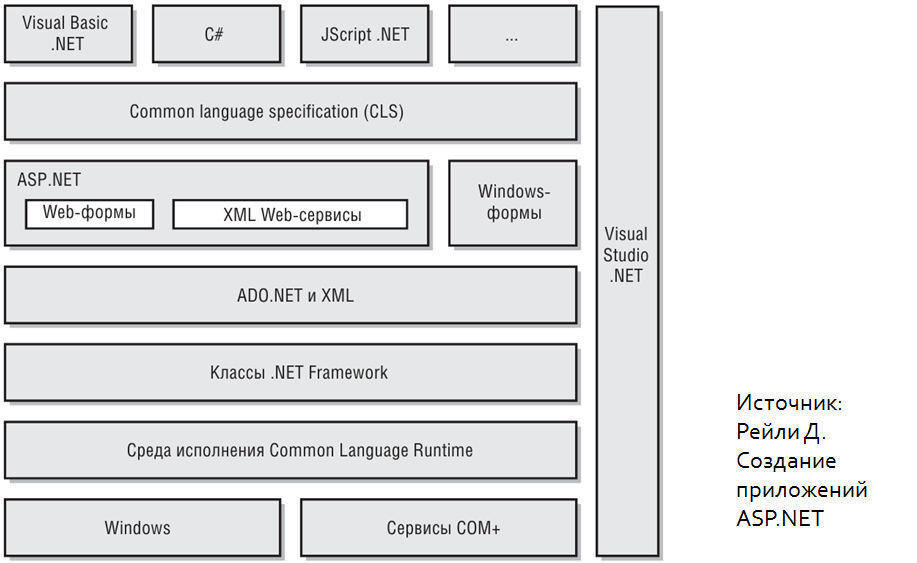 Visual Basic
.NET
C#
JScript .NET
...
Common language specification (CLS)
ASP.NET
Web-формы
XML Web-сервисы
Windows-
формы
Visual
Studio
.NET
ADO.NET и XML
Классы .NET Framework
Среда исполнения Common Language Runtime
Windows
Сервисы COM+
Источник:
Рейли Д.
Создание
приложений
ASP.NET